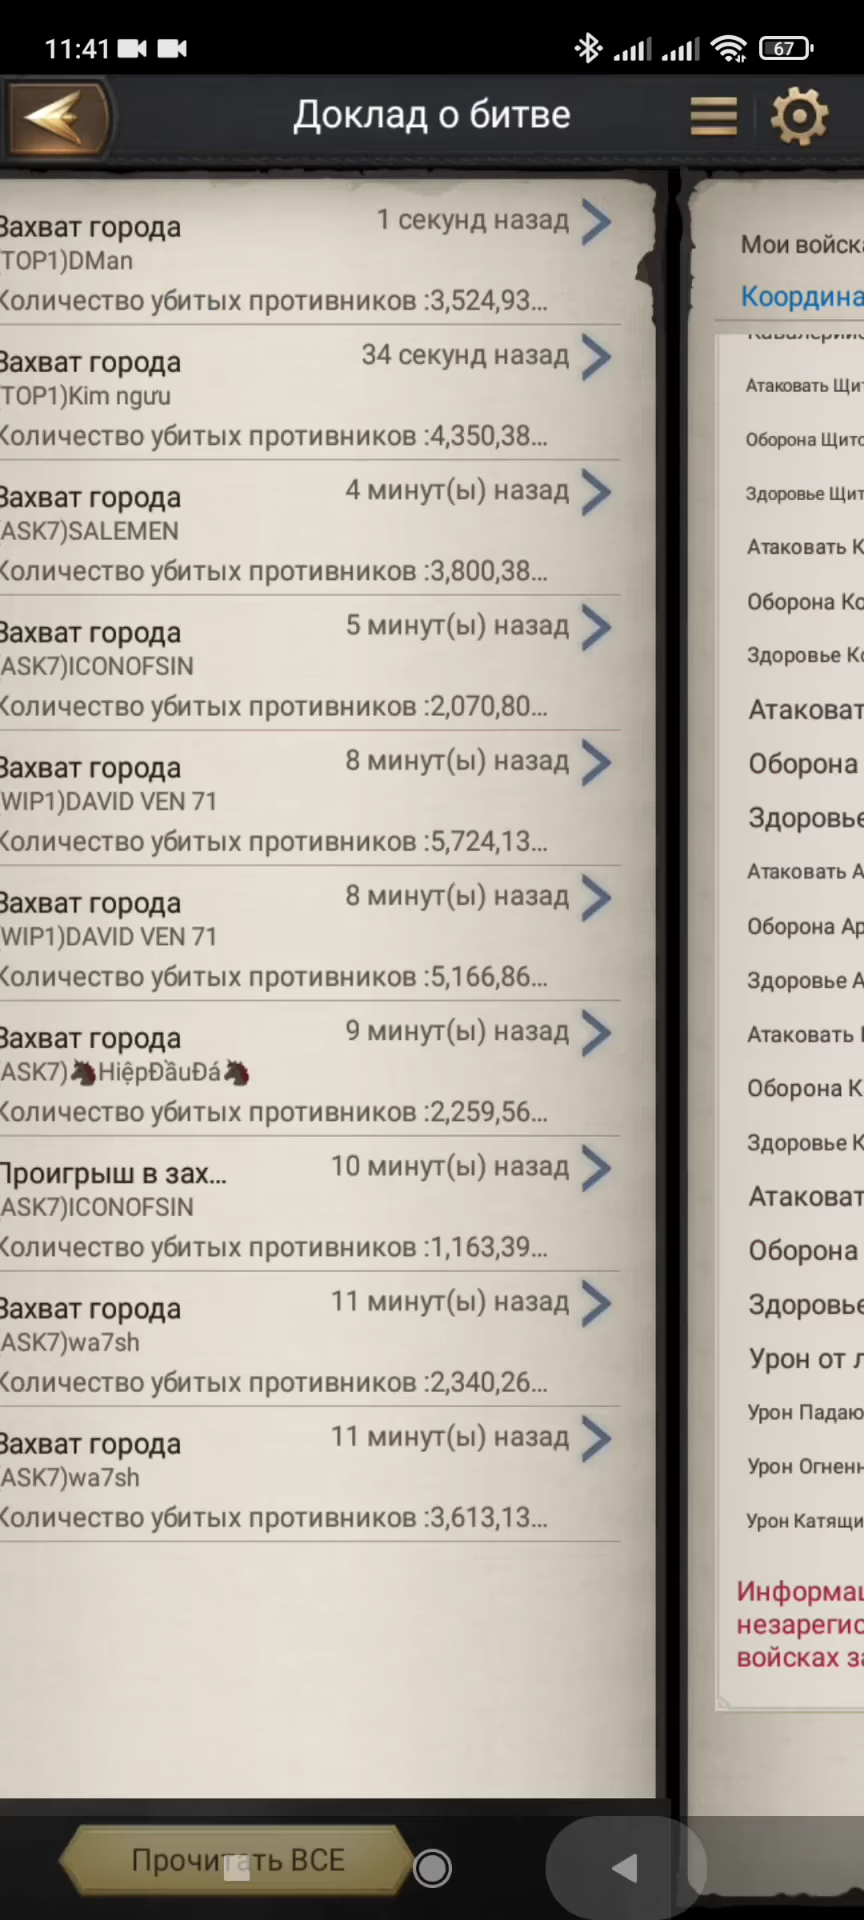 11:41
67
Доклад о битве
Захват города
1 секунд назад
(TOP1)DMan
Количество убитых противников :3,524,93...
Захват города
34 секунд назад
(TOP1)Kim ngưu
Количество убитых противников :4,350,38...
Захват города
4 минут(ы) назад
(ASK7)SALEMEN
Количество убитых противников :3,800,38...
Захват города
5 минут(ы) назад
(ASK7)ICONOFSIN
Количество убитых противников :2,070,80...
Захват города
8 минут(ы) назад
(WIP1)DAVID VEN 71
Количество убитых противников :5,724,13...
Захват города
8 минут(ы) назад
(WIP1)DAVID VEN 71
Количество убитых противников :5,166,86...
Захват города
9 минут(ы) назад
(ASK7)🐴HiệpĐầuĐá🐴
Количество убитых противников :2,259,56...
Проигрыш в зах...
10 минут(ы) назад
(ASK7)ICONOFSIN
Количество убитых противников :1,163,39...
Захват города
11 минут(ы) назад
(ASK7)wa7sh
Количество убитых противников :2,340,26...
Захват города
11 минут(ы) назад
(ASK7)wa7sh
Количество убитых противников :3,613,13...
Прочитать ВСЕ
Мои войска
Координа
Атаковать Щит
Оборона Щито
Здоровье Щит
Атаковать К
Оборона Ко
Здоровье Ко
Атаковат
Оборона
Здоровье
Атаковать А
Оборона Ар
Здоровье А
Атаковать
Оборона К
Здоровье К
Атаковат
Оборона
Здоровье
Урон от л
Урон Падаю
Урон Огненн
Урон Катящи
Информац
незарегис
войсках за